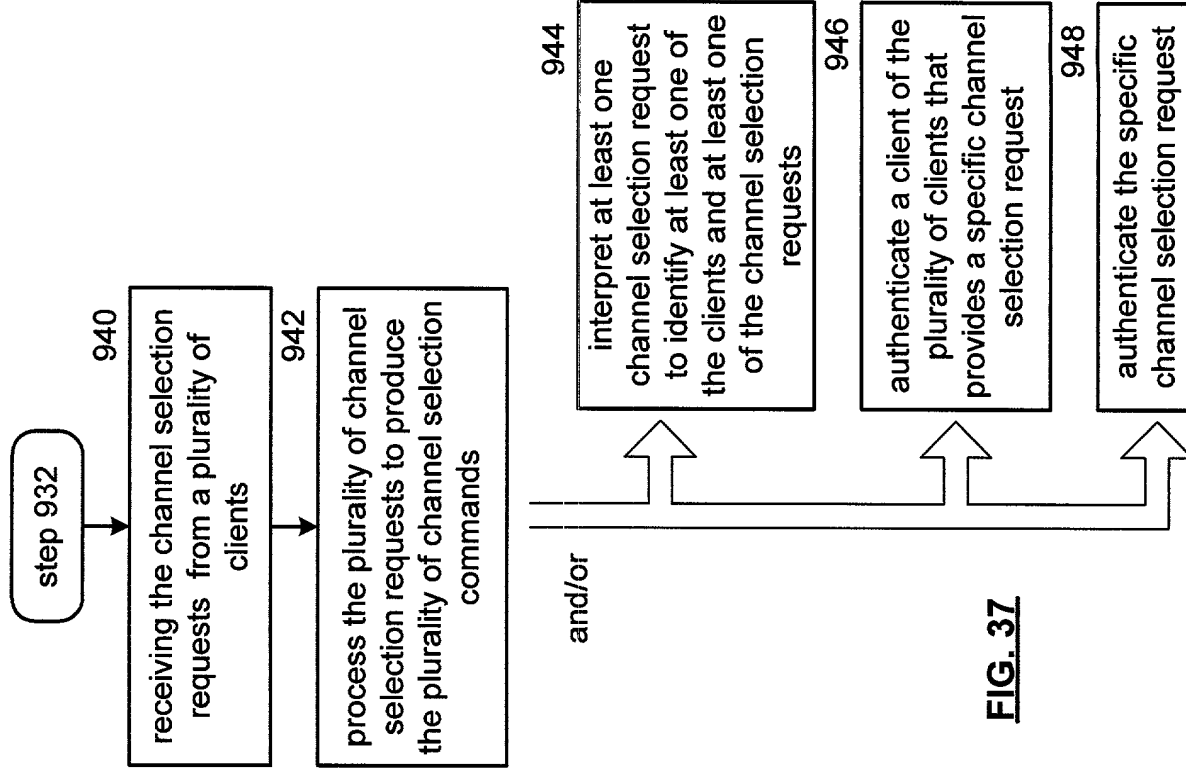 step 932
940
receiving the channel selection
requests from a plurality of
clients
942
process the plurality of channel
selection requests to produce
the plurality of channel selection
commands
and/or
944
interpret at least one
channel selection request
to identify at least one of
the clients and at least one
of the channel selection
requests
946
authenticate a client of the
plurality of clients that
provides a specific channel
selection request
948
authenticate the specific
channel selection request
FIG. 37